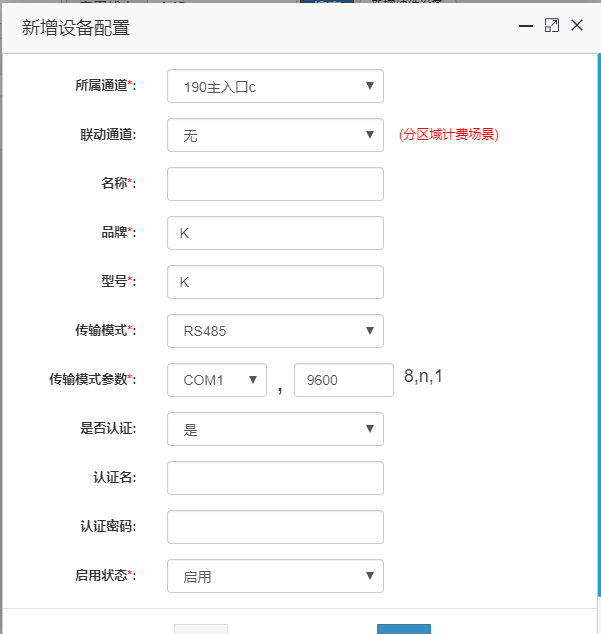 新增设备配置
所属通道*: 190主入口c
联动通道: 无 (分区域计费场景)
名称*:
品牌*: K
型号*: K
传输模式*: RS485
传输模式参数*: COM1 , 9600 8,n,1
是否认证: 是
认证名:
认证密码:
启用状态*: 启用